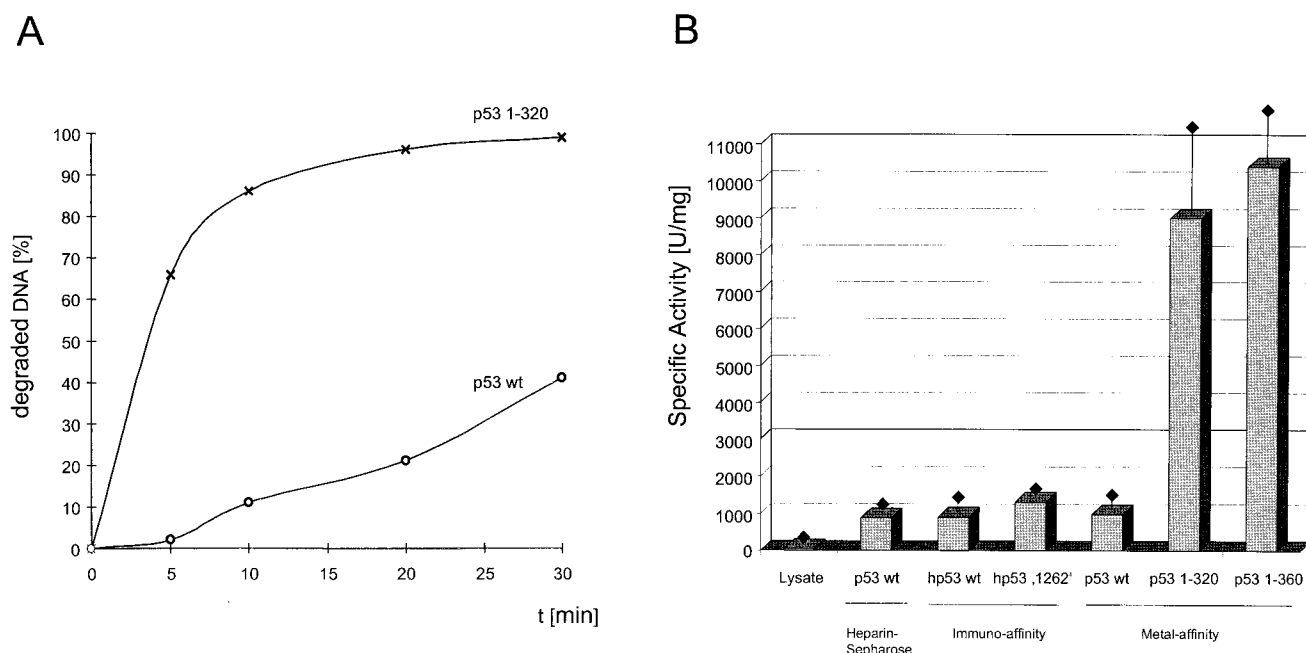 A
p53 1-320
100
90
80
70
60
50
40
30
20
10
0
degraded DNA [%]
p53 wt
0 5 10 15 20 25 30
t [min]
B
11000
10000
9000
8000
7000
6000
5000
4000
3000
2000
1000
0
Specific Activity [U/mg]
Lysate p53 wt hp53 wt hp53 ‚1262‘ p53 wt p53 1-320 p53 1-360
Heparin-
Sepharose
Immuno-affinity
Metal-affinity